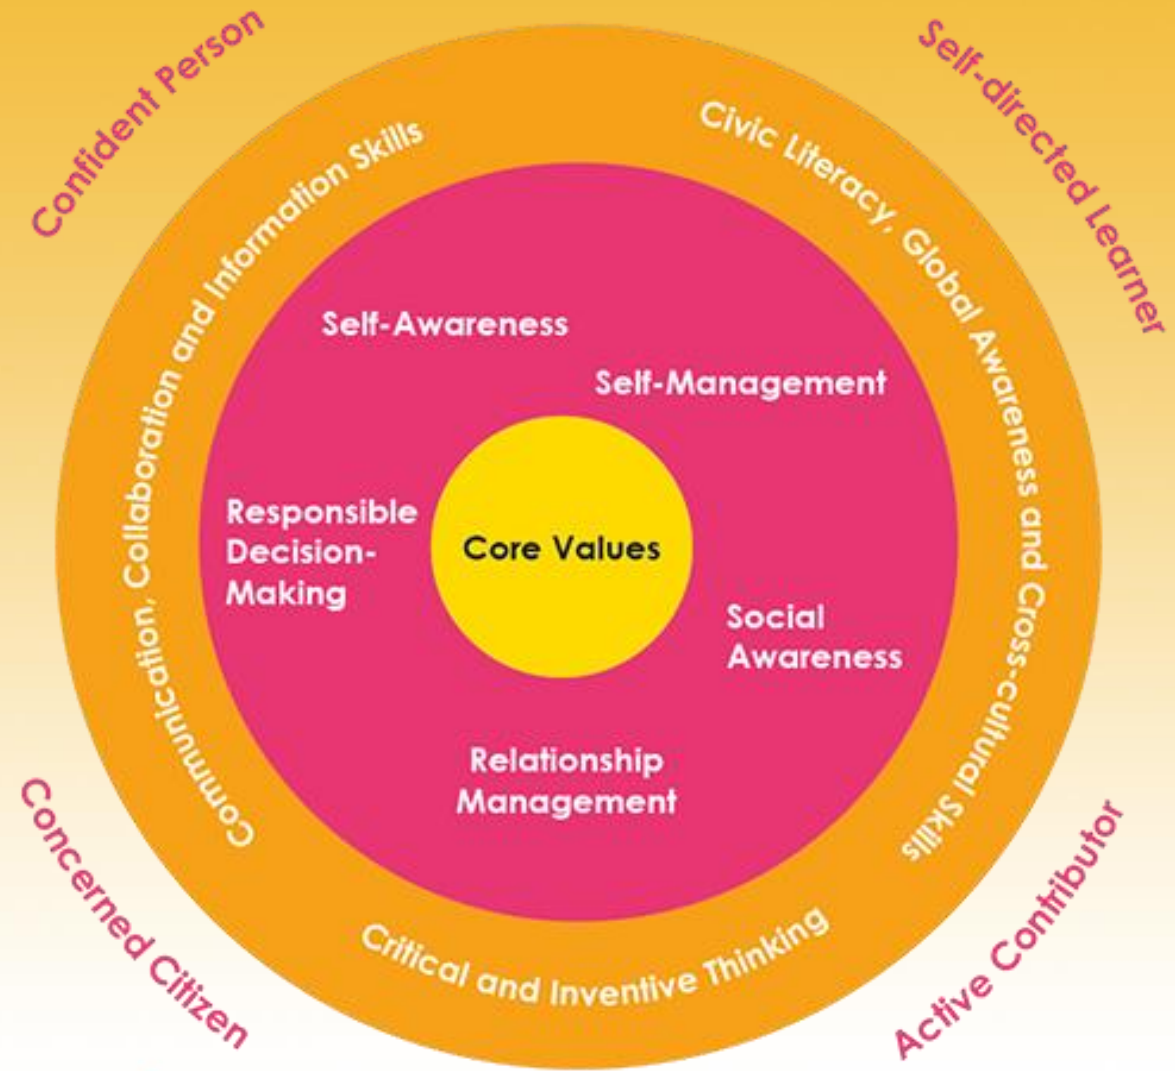 Confident Person
Self-directed Learner
Communication, Collaboration and Information Skills
Civic Literacy, Global Awareness and Cross-cultural Skills
Self-Awareness
Self-Management
Responsible
Decision-
Making
Core Values
Social
Awareness
Relationship
Management
Critical and Inventive Thinking
Concerned Citizen
Active Contributor